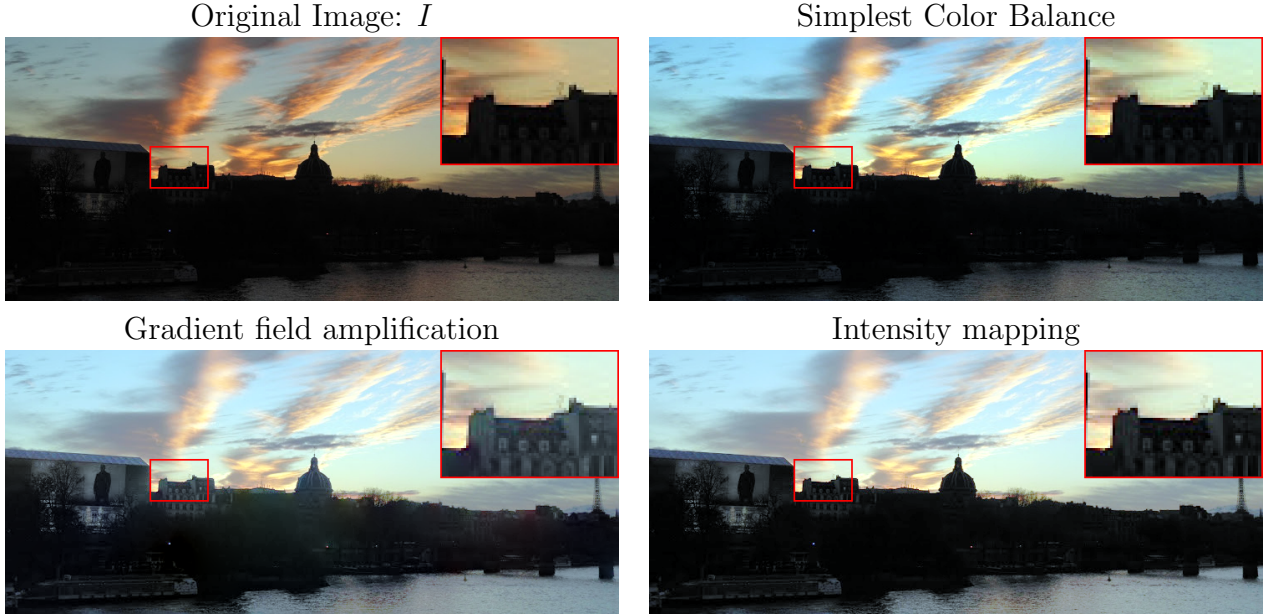 Original Image: I
Simplest Color Balance
Gradient field amplification
Intensity mapping